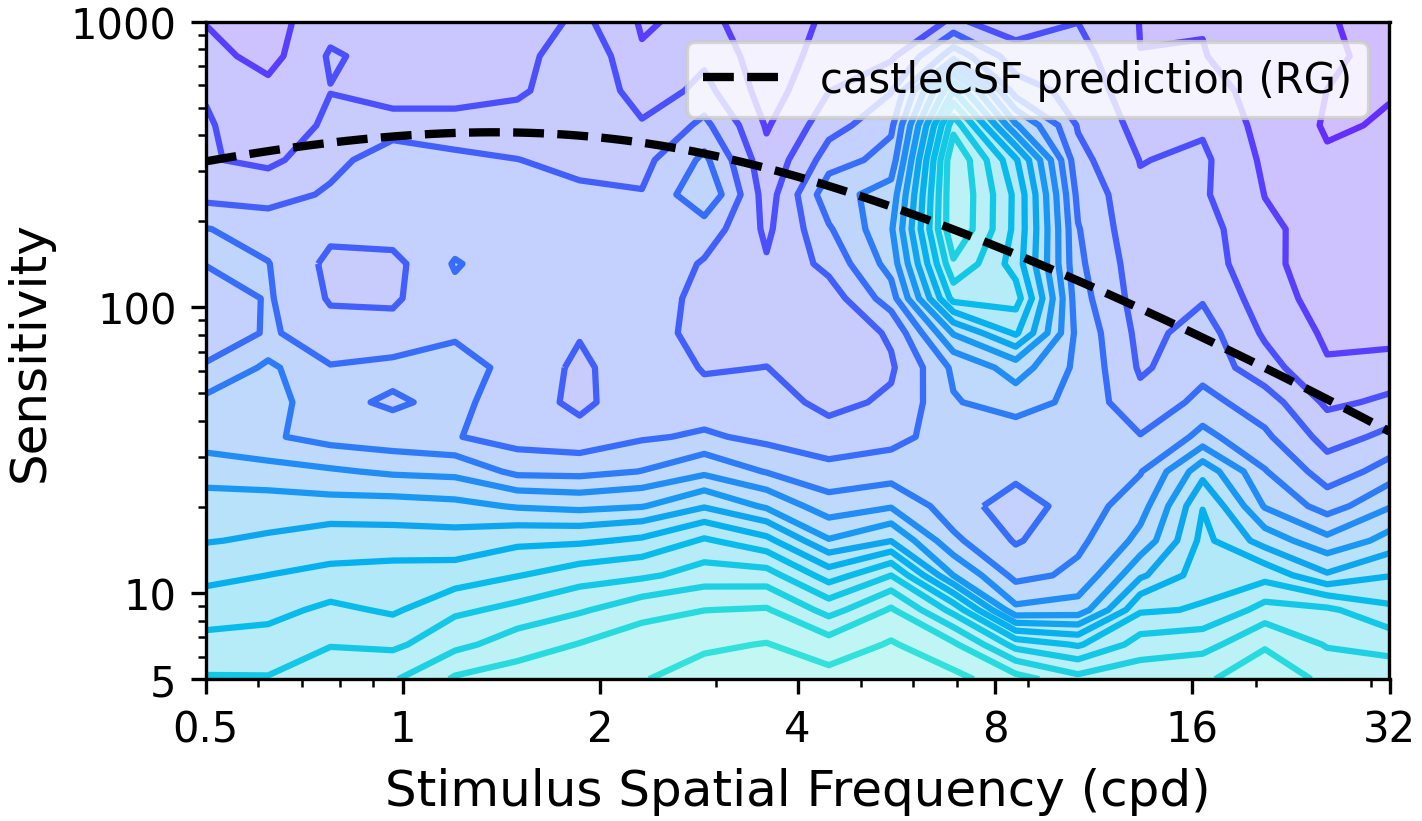 1000
castleCSF prediction (RG)
100
10
5
Sensitivity
0.5 1 2 4 8 16 32
Stimulus Spatial Frequency (cpd)